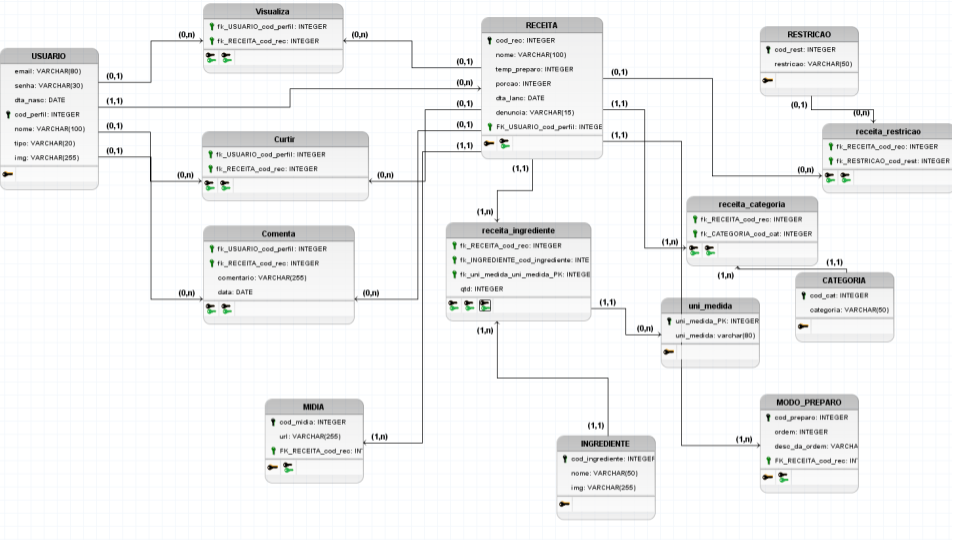 Visualiza
fk_USUARIO_cod_perfil: INTEGER
fk_RECEITA_cod_rec: INTEGER
(0,n)
(0,n)
RECEITA
cod_rec: INTEGER
nome: VARCHAR(100)
temp_preparo: INTEGER
porcao: INTEGER
dta_lanc: DATE
denuncia: VARCHAR(15)
FK_USUARIO_cod_perfil: INTEGE
(0,1)
(0,n)
(0,1)
(0,1)
(1,1)
(0,1)
(1,1)
(1,1)
(1,1)
RESTRICAO
cod_rest: INTEGER
restricao: VARCHAR(50)
(0,1)
(0,n)
USUARIO
email: VARCHAR(80)
senha: VARCHAR(30)
dta_nasc: DATE
cod_perfil: INTEGER
nome: VARCHAR(100)
tipo: VARCHAR(20)
img: VARCHAR(255)
(0,1)
(1,1)
(0,1)
(0,1)
receita_restricao
fk_RECEITA_cod_rec: INTEGER
fk_RESTRICAO_cod_rest: INTEGER
(0,n)
Curtir
fk_USUARIO_cod_perfil: INTEGER
fk_RECEITA_cod_rec: INTEGER
(0,n)
(0,n)
receita_categoria
fk_RECEITA_cod_rec: INTEGER
fk_CATEGORIA_cod_cat: INTEGER
(1,n)
(1,n)
(1,1)
Comenta
fk_USUARIO_cod_perfil: INTEGER
fk_RECEITA_cod_rec: INTEGER
comentario: VARCHAR(255)
data: DATE
(0,n)
(0,n)
(1,n)
receita_ingrediente
fk_RECEITA_cod_rec: INTEGER
fk_INGREDIENTE_cod_ingrediente: INTE
fk_uni_medida_uni_medida_PK: INTEGE
qtd: INTEGER
(1,1)
(0,n)
(1,n)
CATEGORIA
cod_cat: INTEGER
categoria: VARCHAR(50)
uni_medida
uni_medida_PK: INTEGER
uni_medida: varchar(80)
MIDIA
cod_midia: INTEGER
url: VARCHAR(255)
FK_RECEITA_cod_rec: IN
(1,n)
(1,1)
INGREDIENTE
cod_ingrediente: INTEGER
nome: VARCHAR(50)
img: VARCHAR(255)
MODO_PREPARO
cod_preparo: INTEGER
ordem: INTEGER
desc_da_ordem: VARCHA
FK_RECEITA_cod_rec: IN
(1,n)